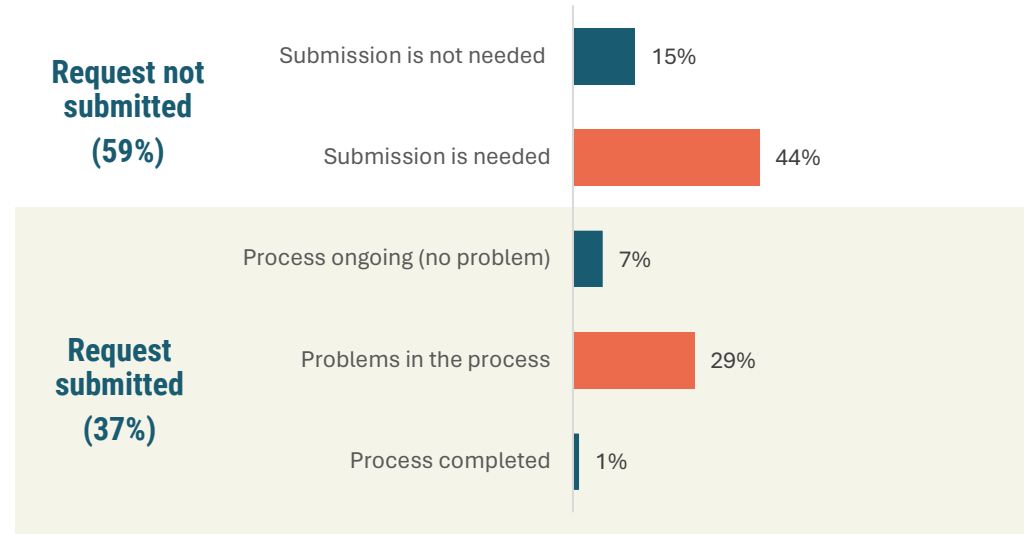 Request not
submitted
(59%)
Submission is not needed
15%
Submission is needed
44%
Request
submitted
(37%)
Process ongoing (no problem)
7%
Problems in the process
29%
Process completed
1%